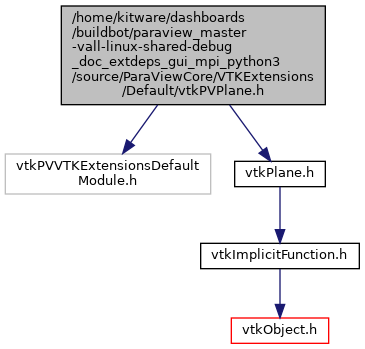 /home/kitware/dashboards
/buildbot/paraview_master
-vall-linux-shared-debug
_doc_extdeps_gui_mpi_python3
/source/ParaViewCore/VTKExtensions
/Default/vtkPVPlane.h
vtkPVVTKExtensionsDefault
Module.h
vtkPlane.h
vtkImplicitFunction.h
vtkObject.h